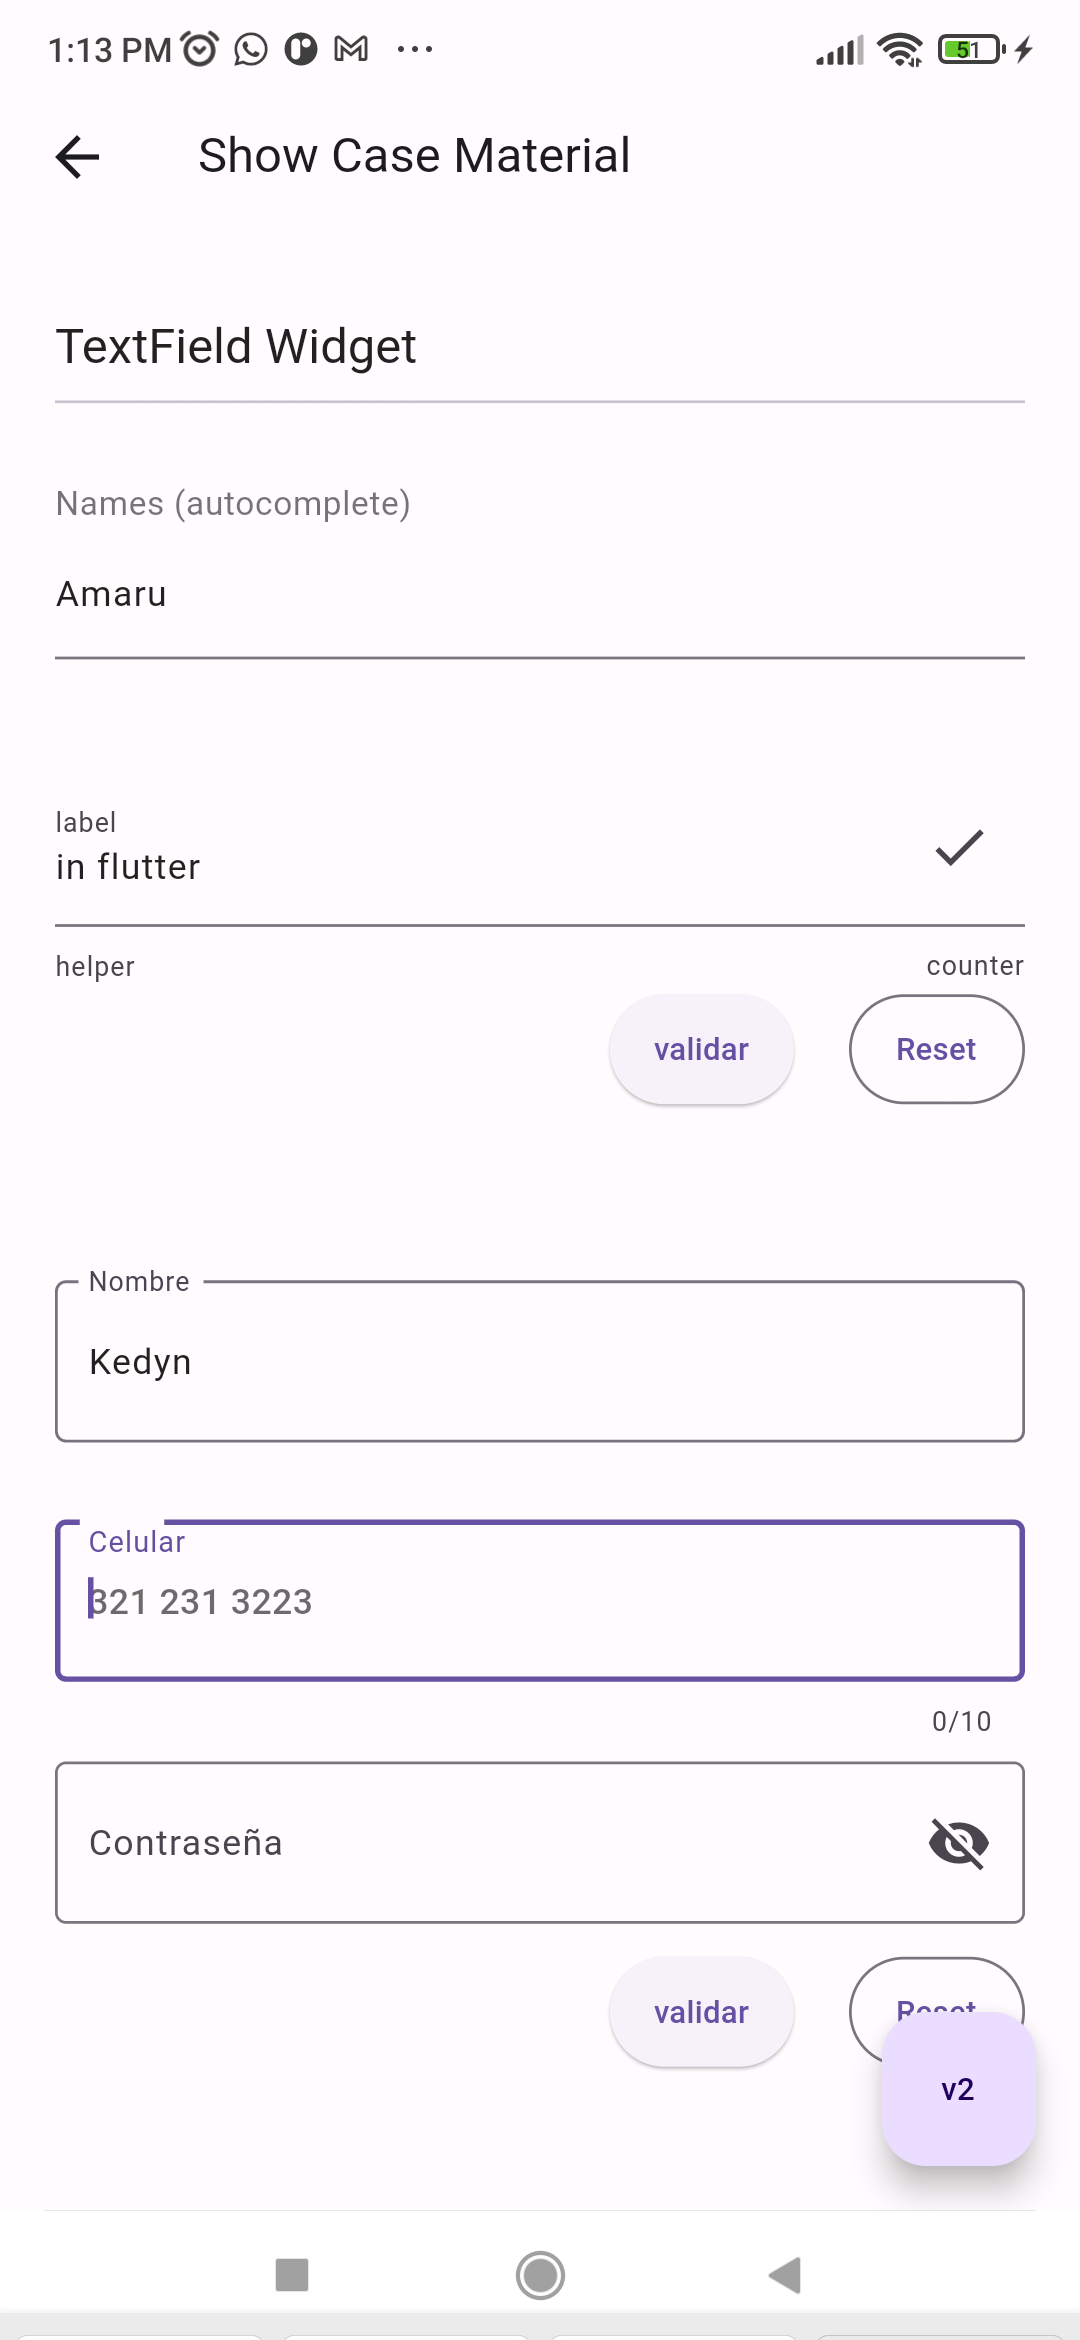 1:13 PM
51
Show Case Material
TextField Widget
Names (autocomplete)
Amaru
label
in flutter
helper
counter
validar
Reset
Nombre
Kedyn
Celular
321 231 3223
0/10
Contraseña
validar
Reset
v2